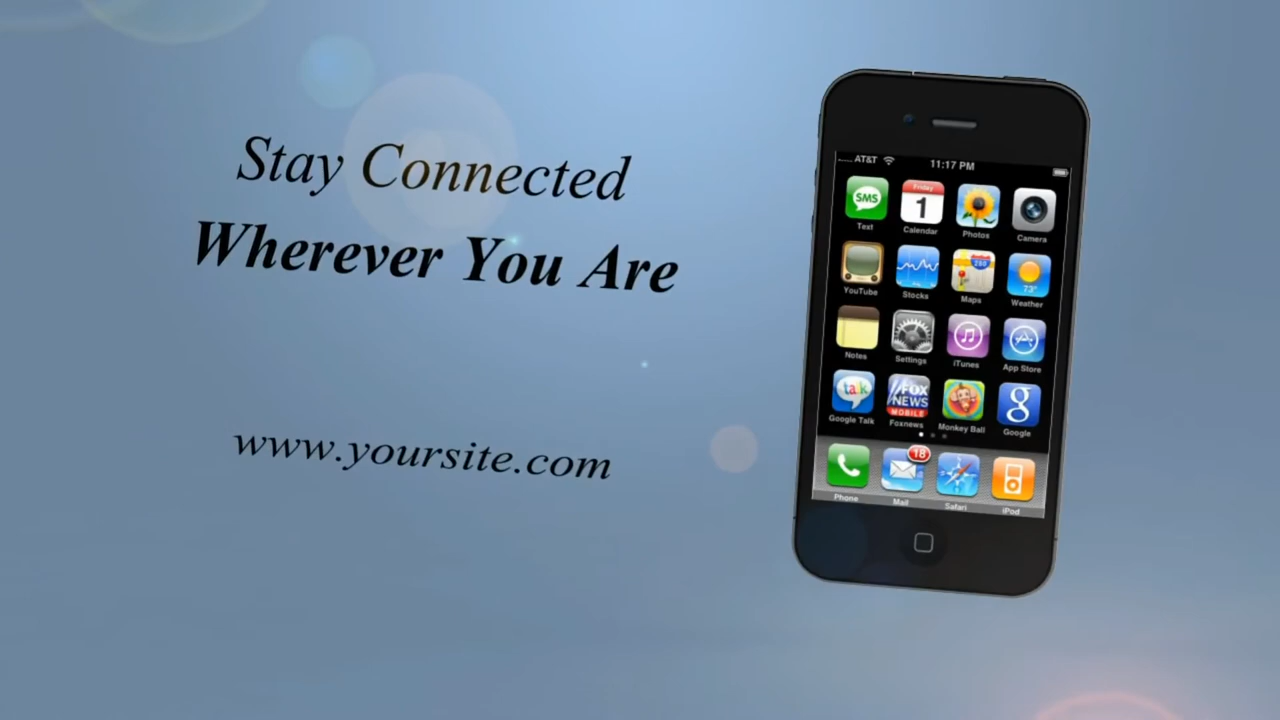 Stay Connected
Wherever You Are
www.yoursite.com
AT&T 11:17 PM
SMS Friday 1
Text Calendar Photos Camera
280 73°
YouTube Stocks Maps Weather
Notes Settings iTunes App Store
talk FOX NEWS MOBILE g
Google Talk Foxnews Monkey Ball Google
18
Phone Mail Safari iPod